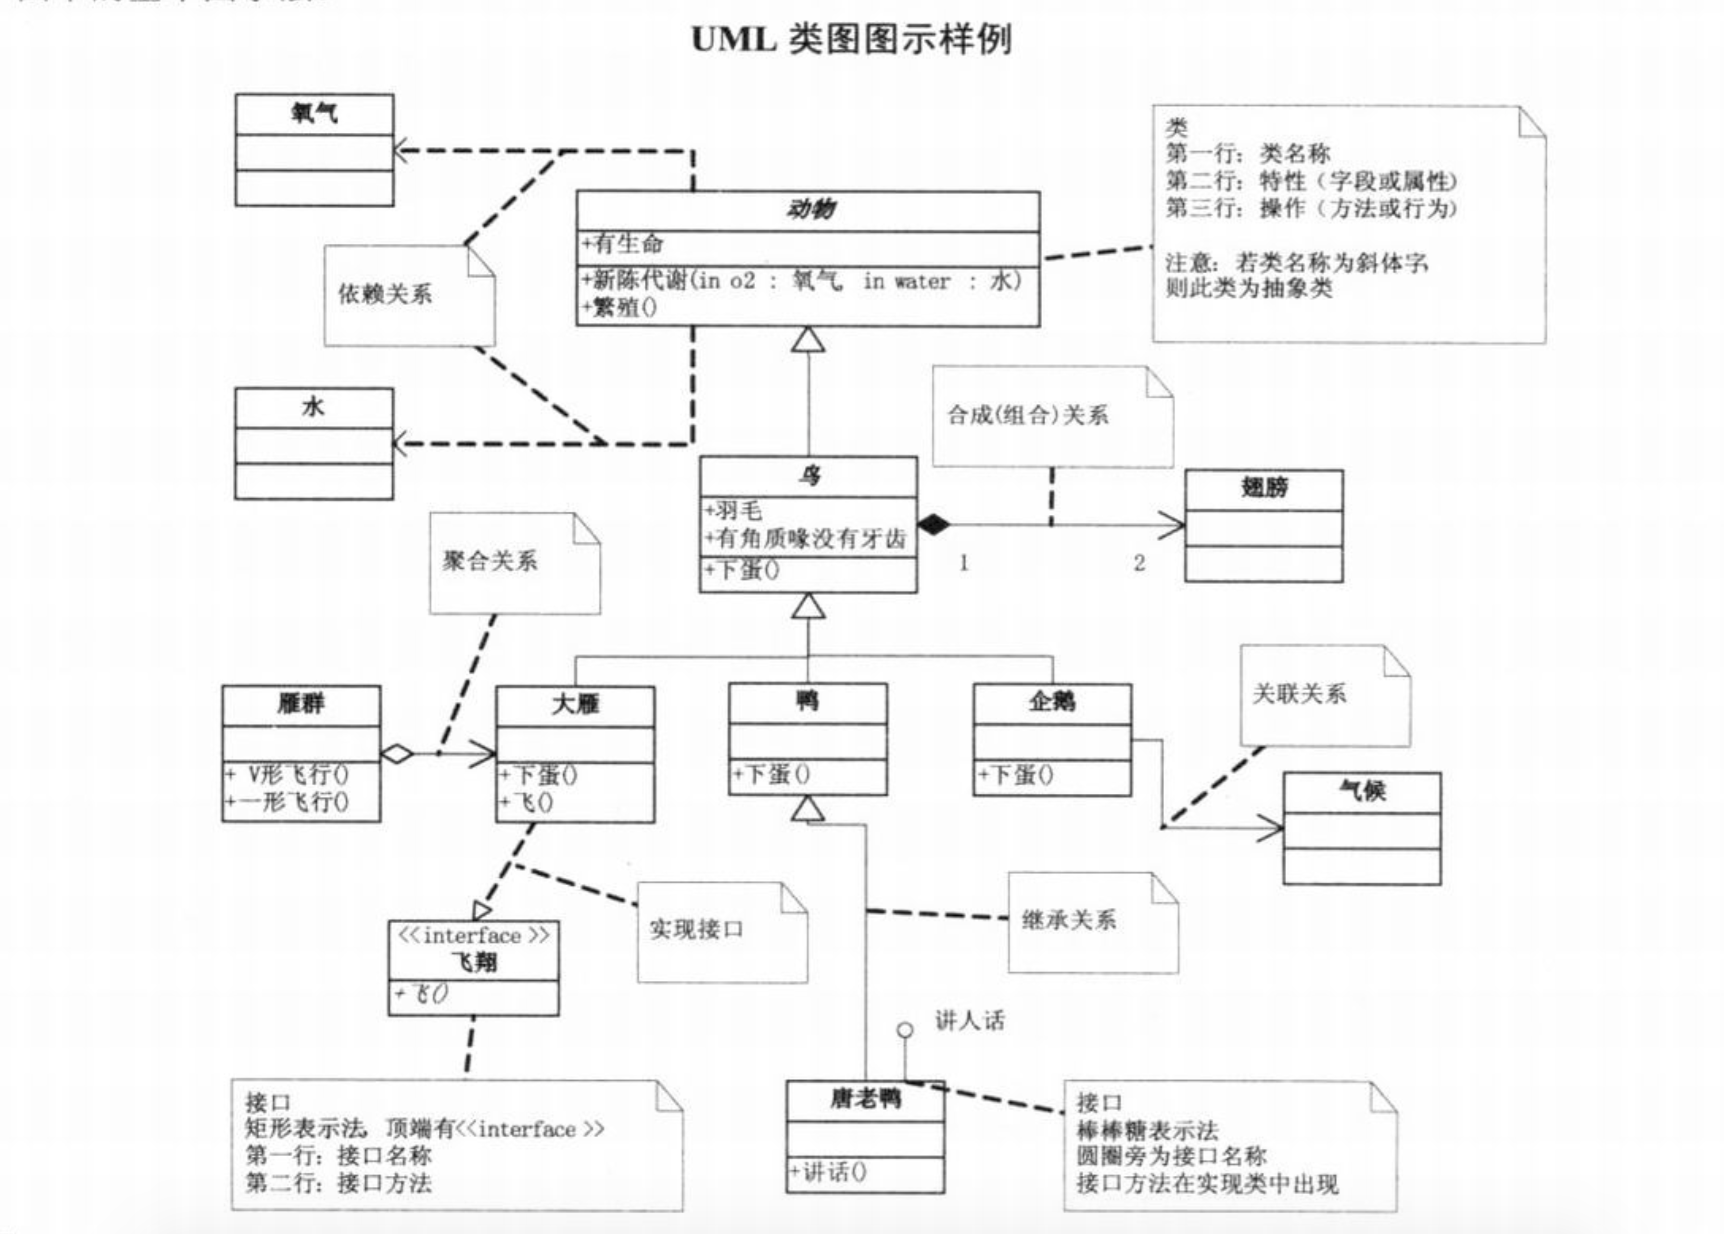 UML 类图图示样例
氧气
类
第一行：类名称
第二行：特性（字段或属性）
第三行：操作（方法或行为）
注意：若类名称为斜体字，
则此类为抽象类
动物
+有生命
+新陈代谢(in o2 : 氧气, in water : 水)
+繁殖()
依赖关系
水
合成(组合)关系
鸟
+羽毛
+有角质喙没有牙齿
+下蛋()
1
2
翅膀
聚合关系
雁群
+ V形飞行()
+一形飞行()
大雁
+下蛋()
+飞()
鸭
+下蛋()
企鹅
+下蛋()
关联关系
气候
实现接口
继承关系
<<interface >>
飞翔
+飞()
讲人话
接口
矩形表示法，顶端有<<interface >>
第一行：接口名称
第二行：接口方法
唐老鸭
+讲话()
接口
棒棒糖表示法
圆圈旁为接口名称
接口方法在实现类中出现